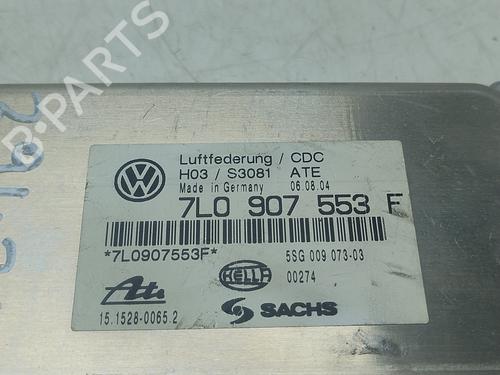 B-PARTS
VW
Luftfederung / CDC
H03 / S3081 ATE
Made in Germany 06.08.04
7L0 907 553 F
*7L0907553F*
5SG 009 073-03
00274
HELLA
Ate
15.1528-0065.2
SACHS